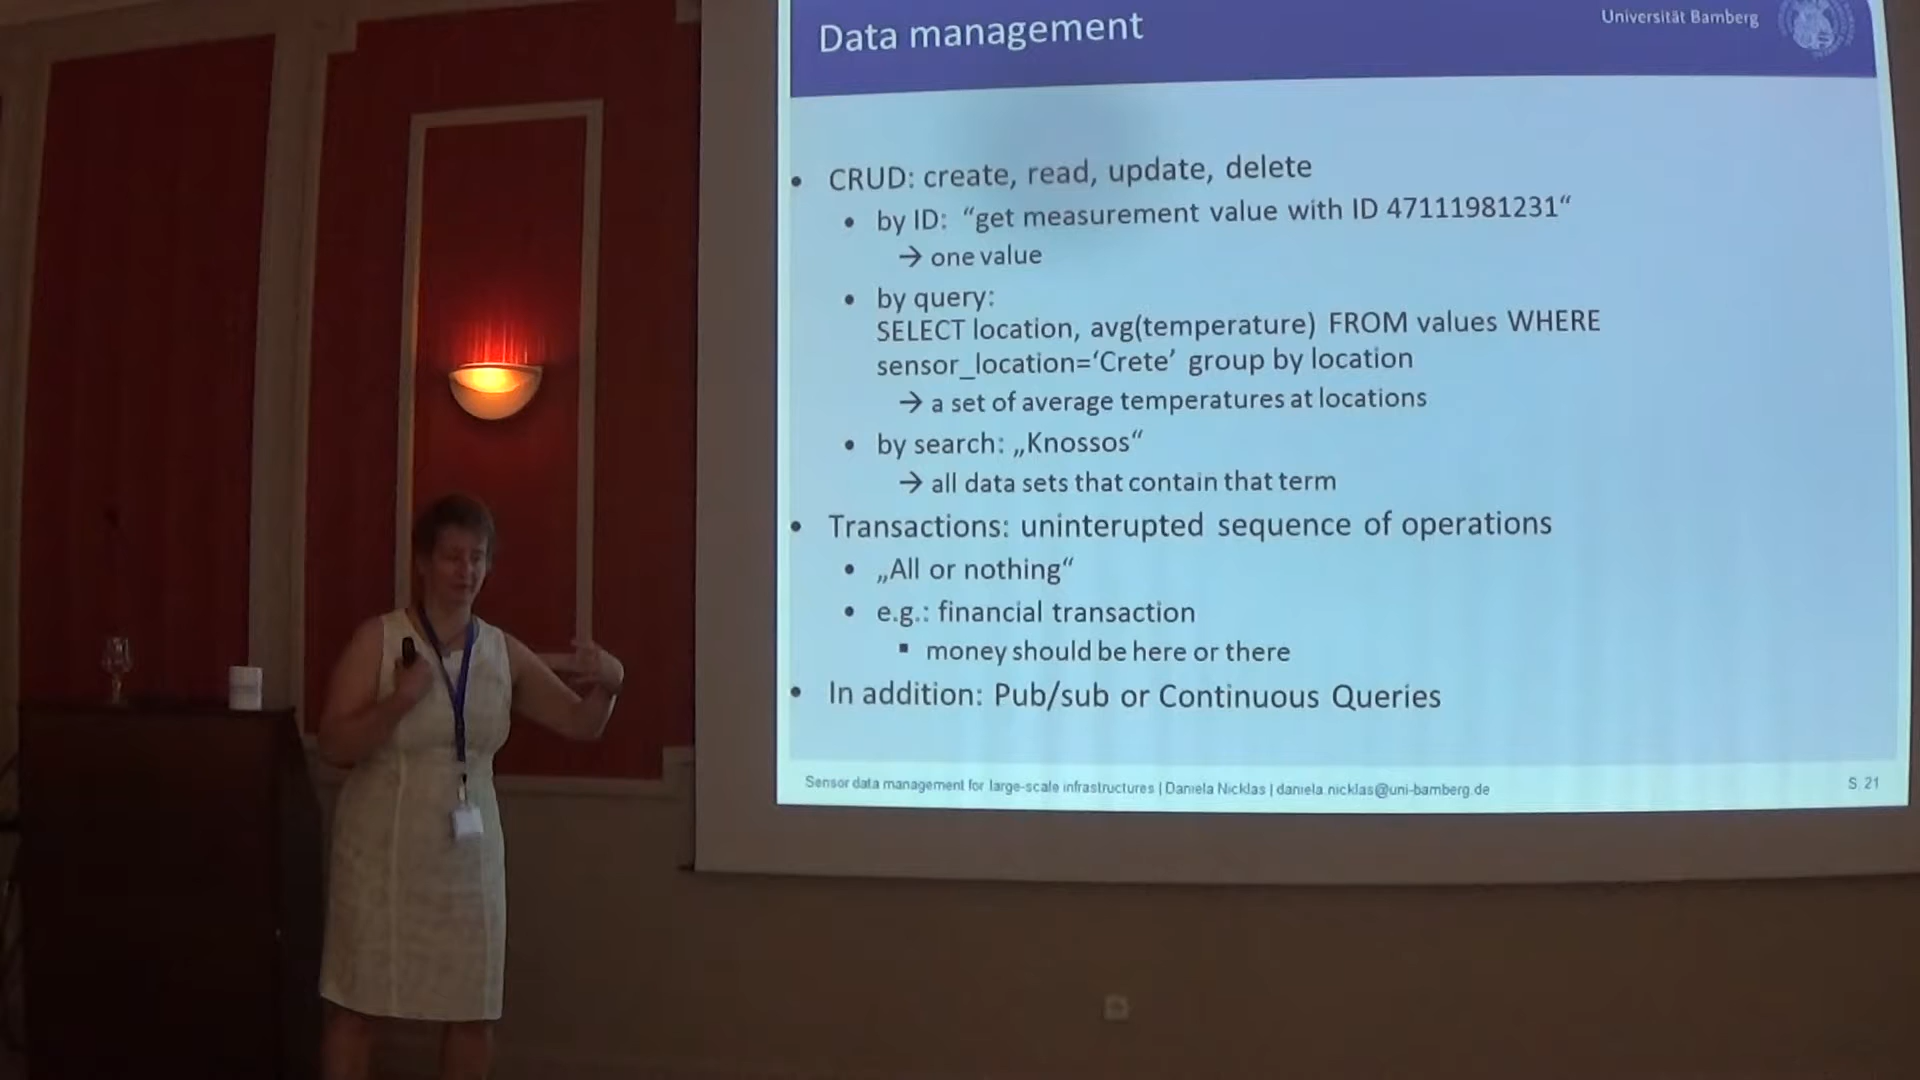 Data management
Universität Bamberg
• CRUD: create, read, update, delete
• by ID: “get measurement value with ID 47111981231“
→ one value
• by query:
SELECT location, avg(temperature) FROM values WHERE
sensor_location=‘Crete’ group by location
→ a set of average temperatures at locations
• by search: „Knossos“
→ all data sets that contain that term
• Transactions: uninterupted sequence of operations
• „All or nothing“
• e.g.: financial transaction
▪ money should be here or there
• In addition: Pub/sub or Continuous Queries
Sensor data management for large-scale infrastructures | Daniela Nicklas | daniela.nicklas@uni-bamberg.de
S. 21